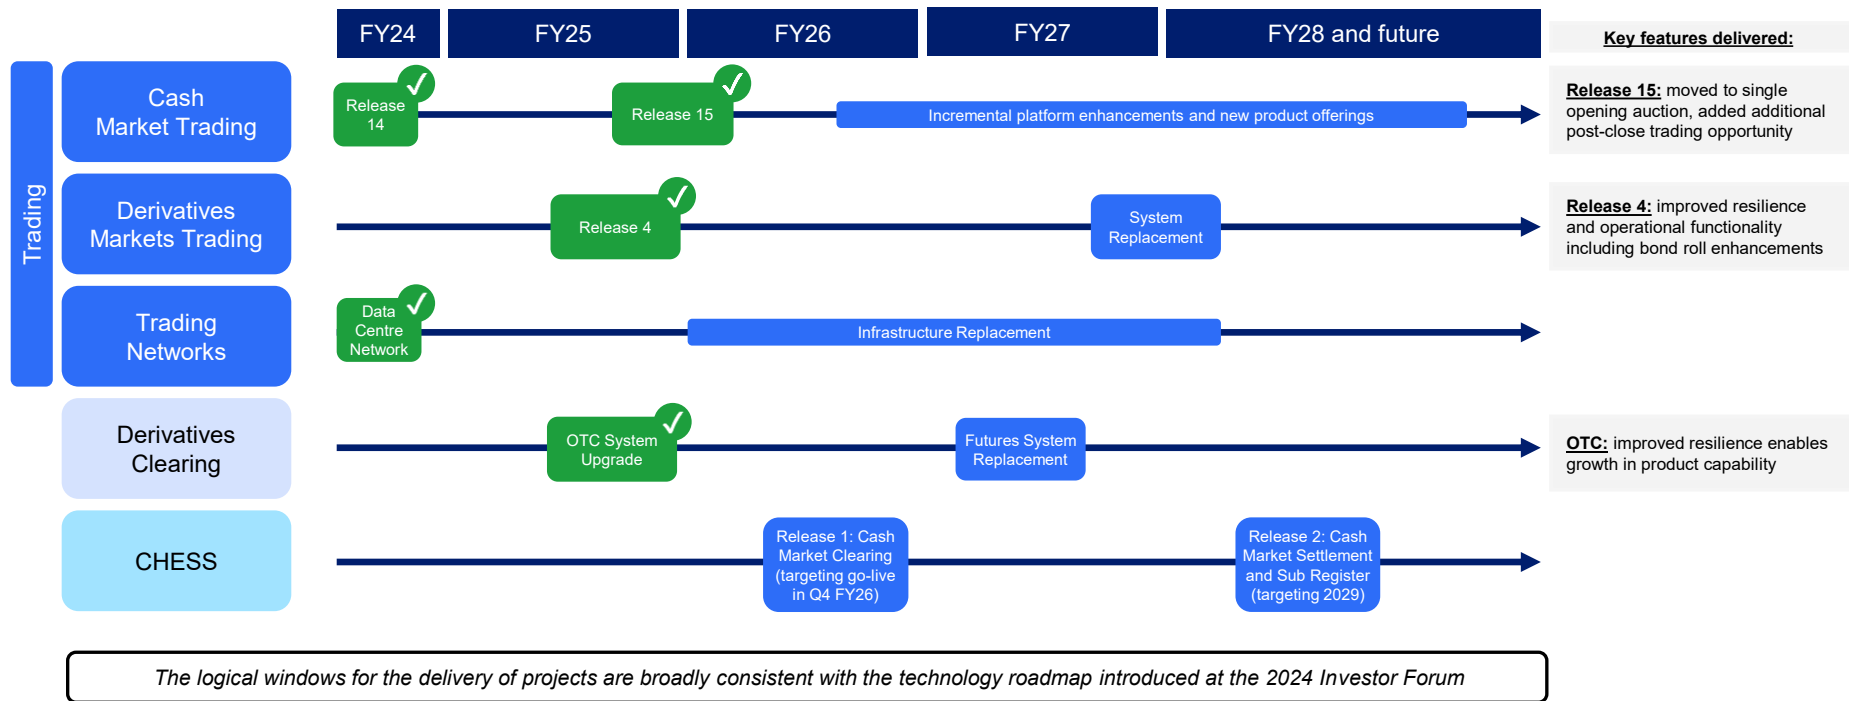 FY24
FY25
FY26
FY27
FY28 and future
Key features delivered:
Trading
Cash
Market Trading
Release
14
Release 15
Incremental platform enhancements and new product offerings
Release 15: moved to single
opening auction, added additional
post-close trading opportunity
Derivatives
Markets Trading
Release 4
System
Replacement
Release 4: improved resilience
and operational functionality
including bond roll enhancements
Trading
Networks
Data
Centre
Network
Infrastructure Replacement
Derivatives
Clearing
OTC System
Upgrade
Futures System
Replacement
OTC: improved resilience enables
growth in product capability
CHESS
Release 1: Cash
Market Clearing
(targeting go-live
in Q4 FY26)
Release 2: Cash
Market Settlement
and Sub Register
(targeting 2029)
The logical windows for the delivery of projects are broadly consistent with the technology roadmap introduced at the 2024 Investor Forum